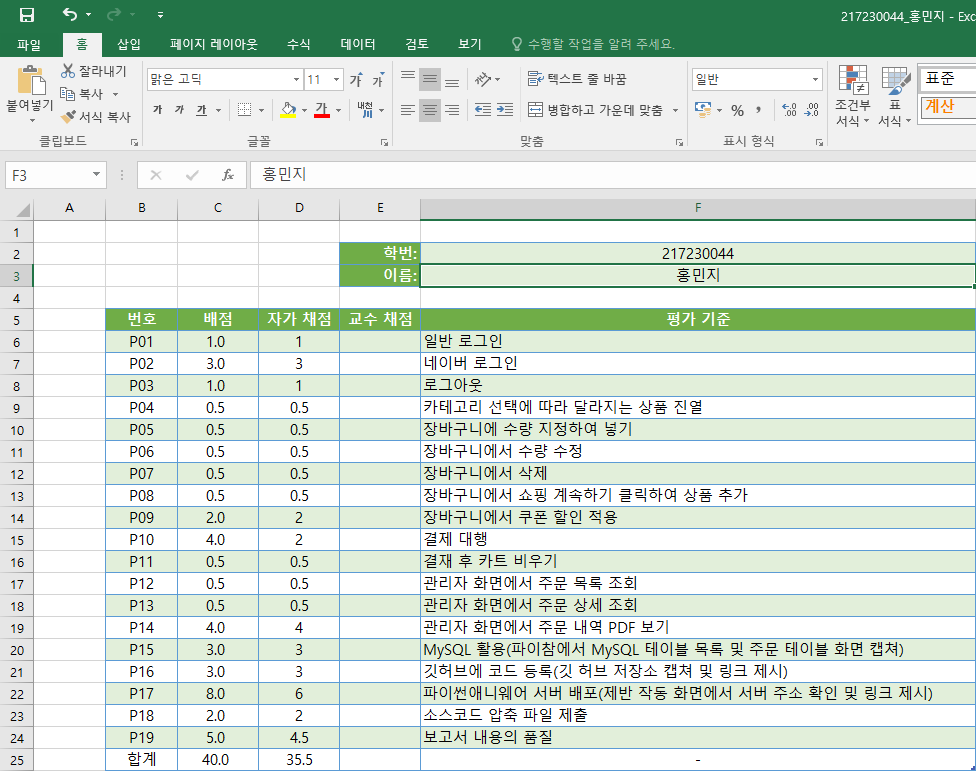 217230044_홍민지 - Exc
파일 홈 삽입 페이지 레이아웃 수식 데이터 검토 보기 수행할 작업을 알려 주세요.
붙여넣기 잘라내기 복사 서식 복사 클립보드
맑은 고딕 11 가 가
가 가 가 가 내천 글꼴
텍스트 줄 바꿈
병합하고 가운데 맞춤
맞춤
일반
% ,
표시 형식
조건부 서식 표 서식 표준 계산
F3 fx 홍민지
A B C D E F
1
2 학번: 217230044
3 이름: 홍민지
4
5 번호 배점 자가 채점 교수 채점 평가 기준
6 P01 1.0 1 일반 로그인
7 P02 3.0 3 네이버 로그인
8 P03 1.0 1 로그아웃
9 P04 0.5 0.5 카테고리 선택에 따라 달라지는 상품 진열
10 P05 0.5 0.5 장바구니에 수량 지정하여 넣기
11 P06 0.5 0.5 장바구니에서 수량 수정
12 P07 0.5 0.5 장바구니에서 삭제
13 P08 0.5 0.5 장바구니에서 쇼핑 계속하기 클릭하여 상품 추가
14 P09 2.0 2 장바구니에서 쿠폰 할인 적용
15 P10 4.0 2 결제 대행
16 P11 0.5 0.5 결재 후 카트 비우기
17 P12 0.5 0.5 관리자 화면에서 주문 목록 조회
18 P13 0.5 0.5 관리자 화면에서 주문 상세 조회
19 P14 4.0 4 관리자 화면에서 주문 내역 PDF 보기
20 P15 3.0 3 MySQL 활용(파이참에서 MySQL 테이블 목록 및 주문 테이블 화면 캡쳐)
21 P16 3.0 3 깃허브에 코드 등록(깃 허브 저장소 캡쳐 및 링크 제시)
22 P17 8.0 6 파이썬애니웨어 서버 배포(제반 작동 화면에서 서버 주소 확인 및 링크 제시)
23 P18 2.0 2 소스코드 압축 파일 제출
24 P19 5.0 4.5 보고서 내용의 품질
25 합계 40.0 35.5 -